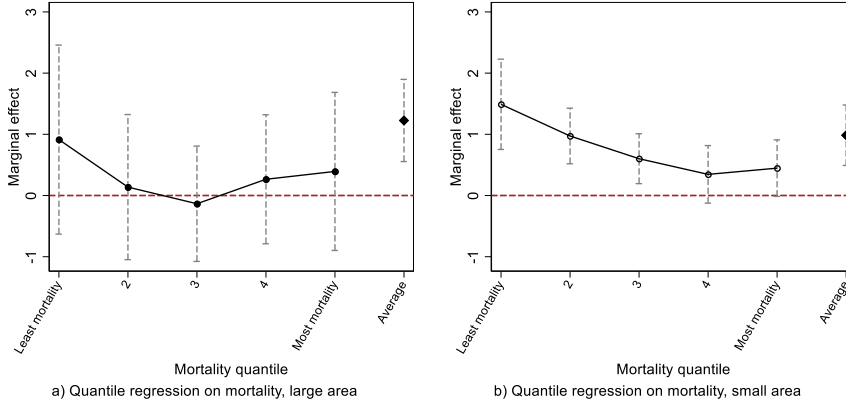 3
2
1
0
-1
Marginal effect
Least mortality
2
3
4
Most mortality
Average
Mortality quantile
a) Quantile regression on mortality, large area
3
2
1
0
-1
Marginal effect
Least mortality
2
3
4
Most mortality
Average
Mortality quantile
b) Quantile regression on mortality, small area